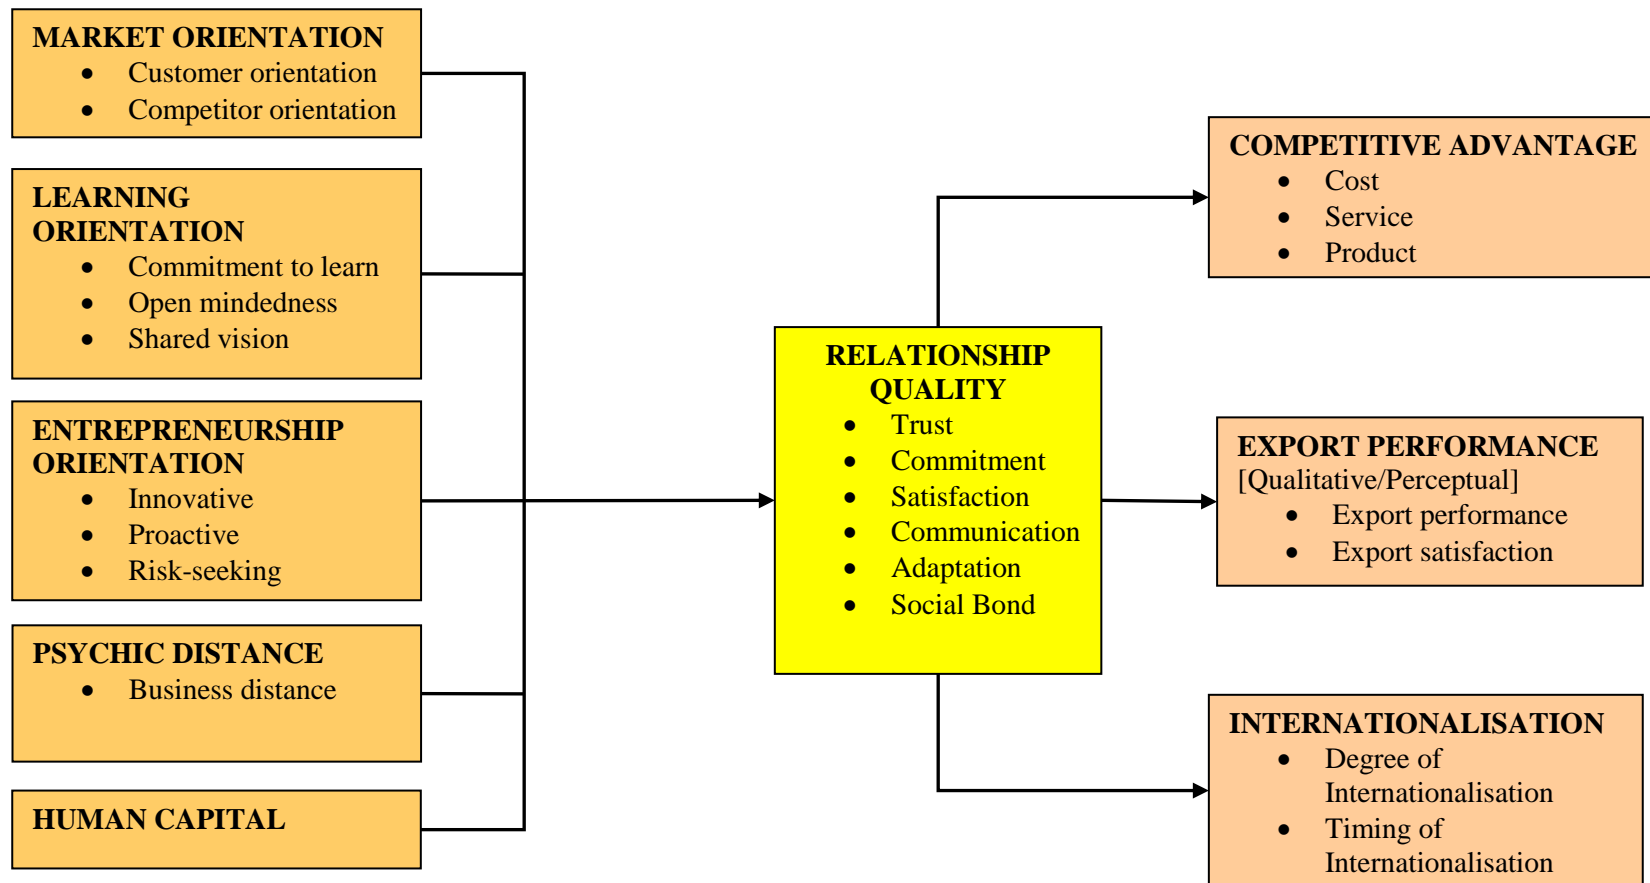 MARKET ORIENTATION
• Customer orientation
• Competitor orientation
LEARNING
ORIENTATION
• Commitment to learn
• Open mindedness
• Shared vision
ENTREPRENEURSHIP
ORIENTATION
• Innovative
• Proactive
• Risk-seeking
PSYCHIC DISTANCE
• Business distance
HUMAN CAPITAL
RELATIONSHIP
QUALITY
• Trust
• Commitment
• Satisfaction
• Communication
• Adaptation
• Social Bond
COMPETITIVE ADVANTAGE
• Cost
• Service
• Product
EXPORT PERFORMANCE
[Qualitative/Perceptual]
• Export performance
• Export satisfaction
INTERNATIONALISATION
• Degree of
Internationalisation
• Timing of
Internationalisation